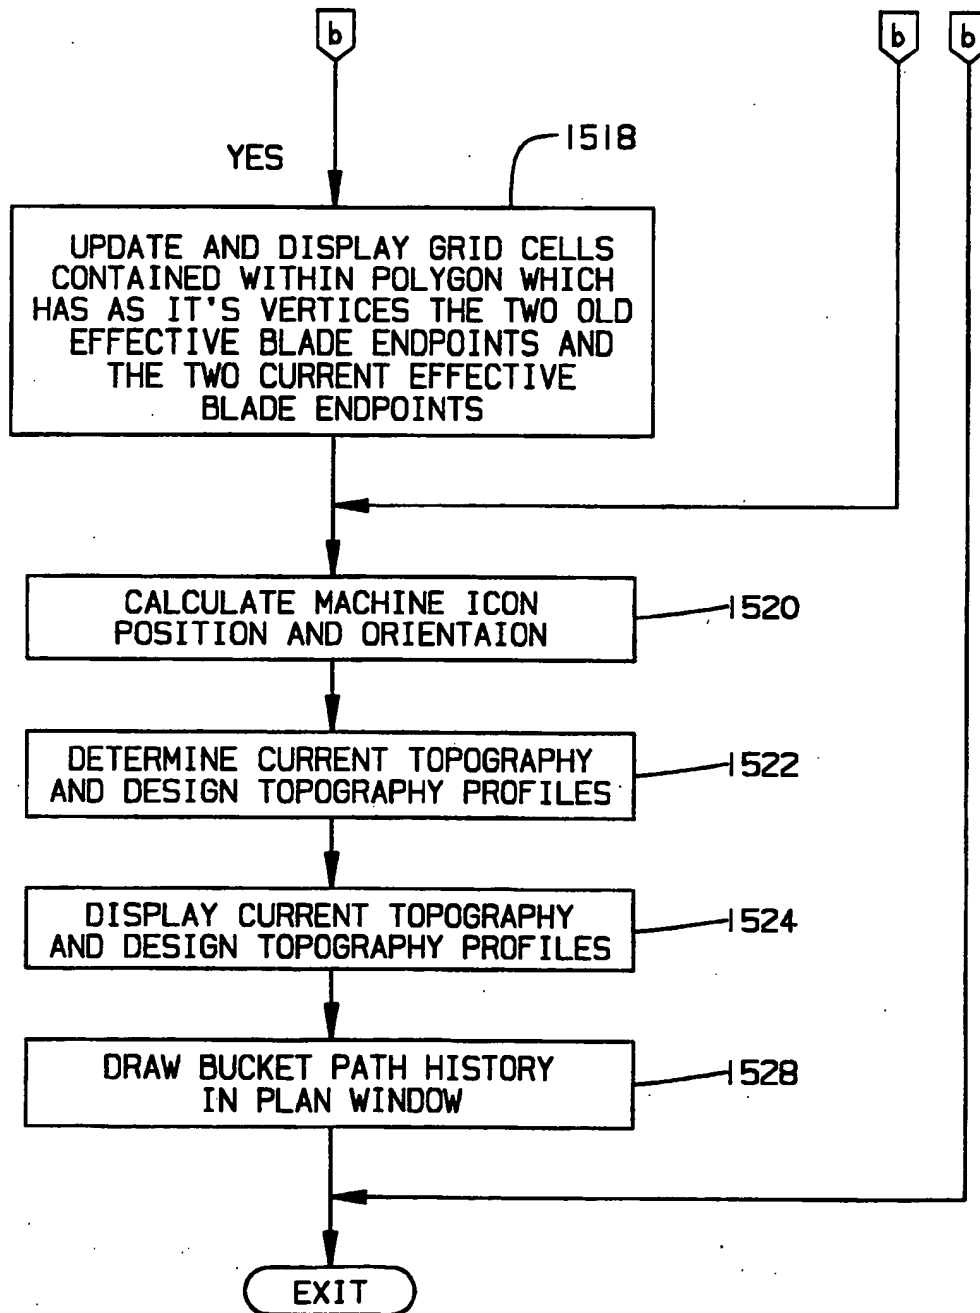 b
b
b
YES
1518
UPDATE AND DISPLAY GRID CELLS
CONTAINED WITHIN POLYGON WHICH
HAS AS IT'S VERTICES THE TWO OLD
EFFECTIVE BLADE ENDPOINTS AND
THE TWO CURRENT EFFECTIVE
BLADE ENDPOINTS
CALCULATE MACHINE ICON
POSITION AND ORIENTAION
1520
DETERMINE CURRENT TOPOGRAPHY
AND DESIGN TOPOGRAPHY PROFILES
1522
DISPLAY CURRENT TOPOGRAPHY
AND DESIGN TOPOGRAPHY PROFILES
1524
DRAW BUCKET PATH HISTORY
IN PLAN WINDOW
1528
EXIT